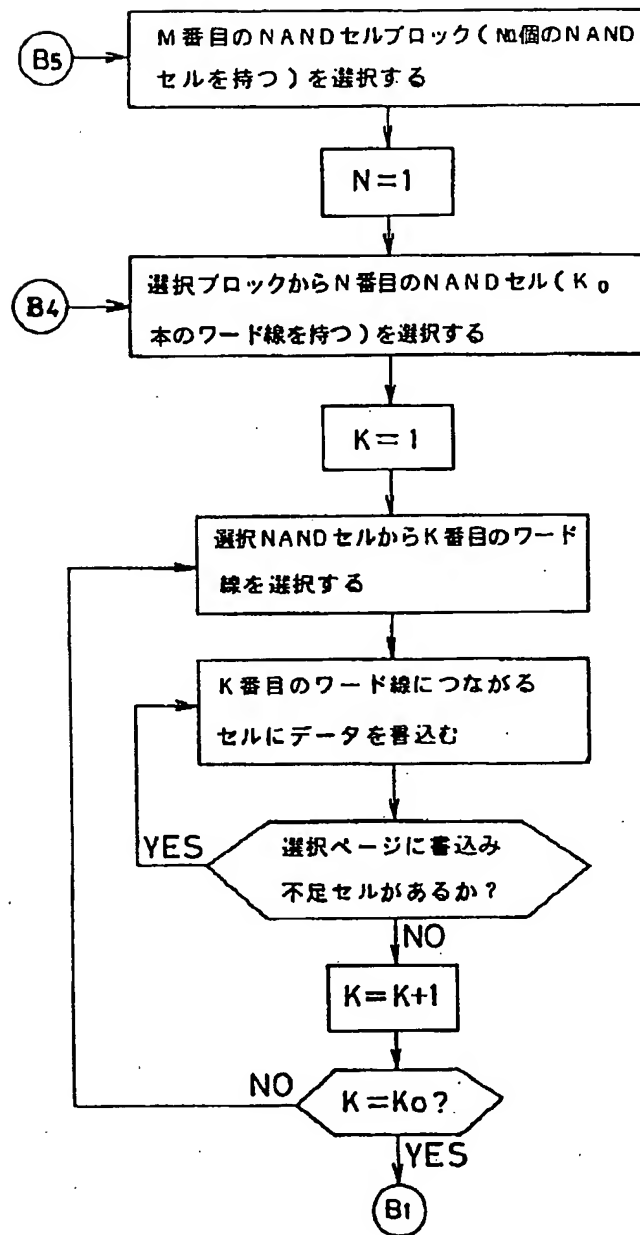 B5
M番目のNANDセルブロック(N0個のNAND
セルを持つ)を選択する
N=1
B4
選択ブロックからN番目のNANDセル(K0
本のワード線を持つ)を選択する
K=1
選択NANDセルからK番目のワード
線を選択する
K番目のワード線につながる
セルにデータを書込む
YES
選択ページに書込み
不足セルがあるか?
NO
K=K+1
NO
K=K0?
YES
B1